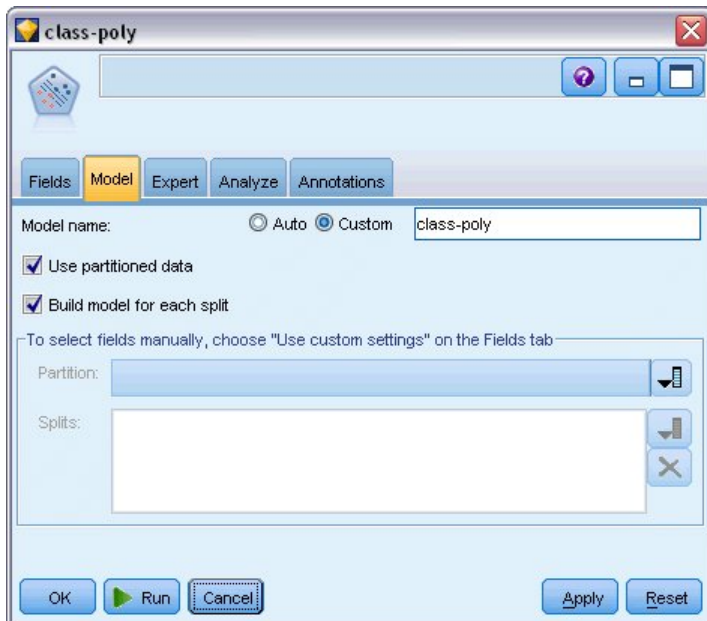 class-poly
Fields Model Expert Analyze Annotations
Model name: Auto Custom class-poly
Use partitioned data
Build model for each split
To select fields manually, choose "Use custom settings" on the Fields tab
Partition:
Splits:
OK Run Cancel Apply Reset